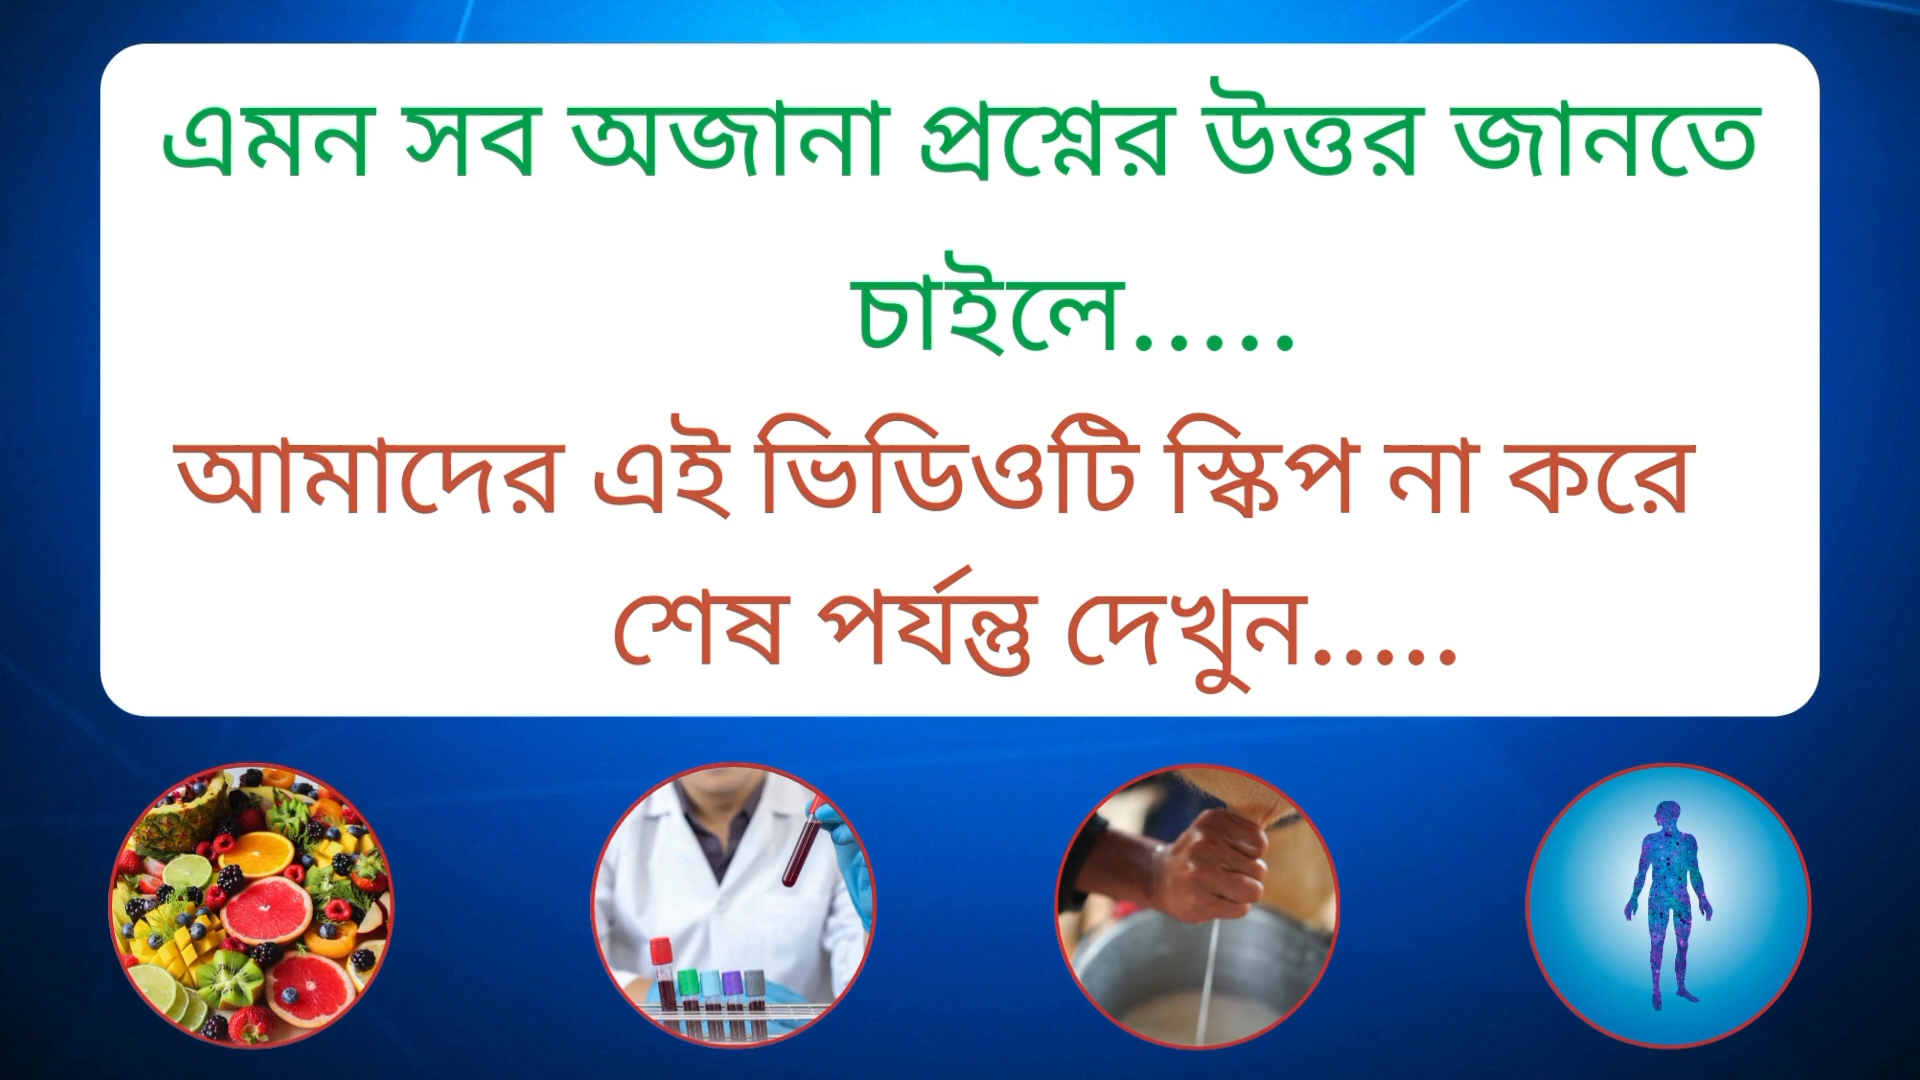 এমন সব অজানা প্রশ্নের উত্তর জানতে
চাইলে.....
আমাদের এই ভিডিওটি স্কিপ না করে
শেষ পর্যন্তু দেখুন.....